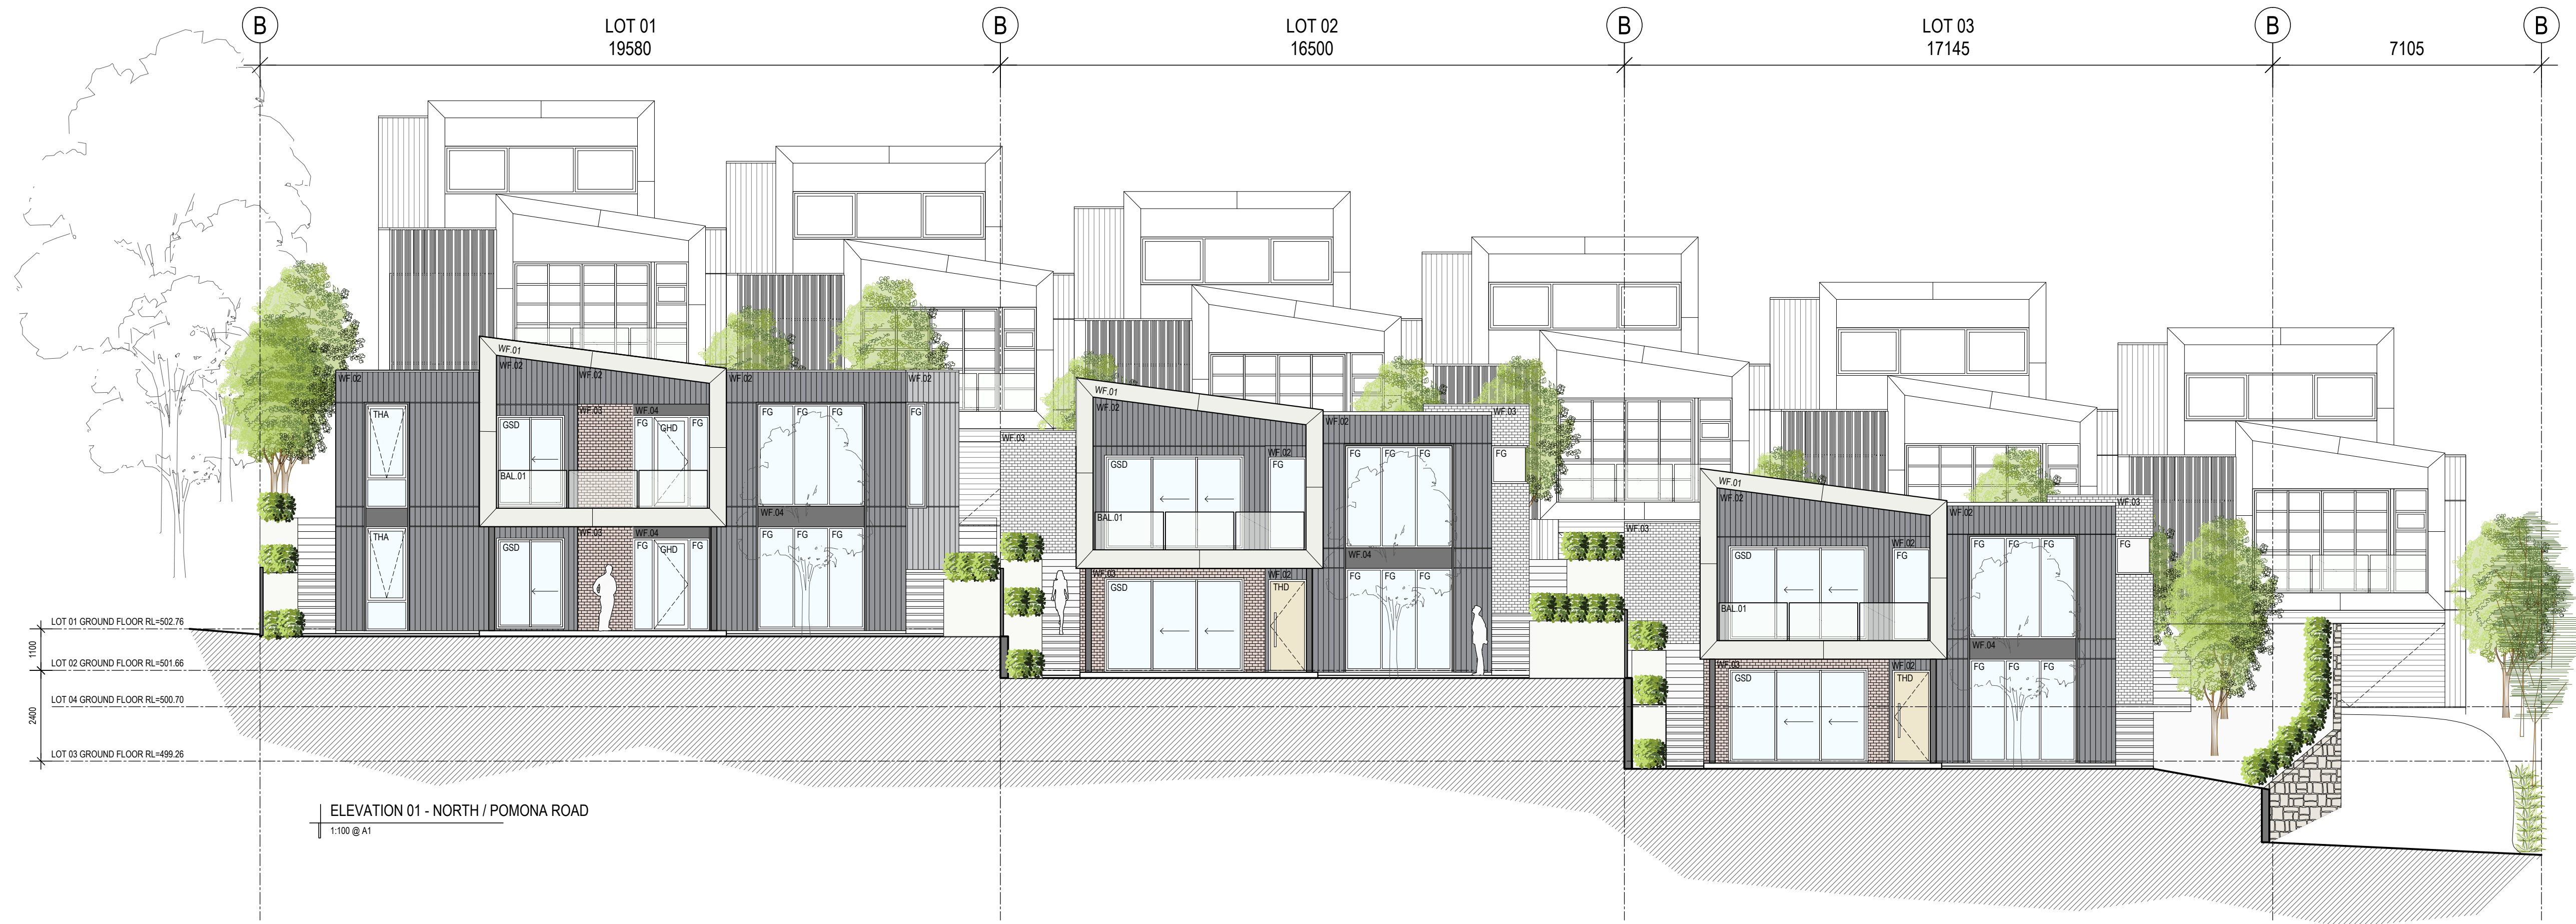 B
LOT 01
19580
B
LOT 02
16500
B
LOT 03
17145
B
7105
B
WF.01
WF.02
WF.02
WF.02
WF.02
WF.02
THA
WF.03
WF.04
FG
GHD
FG
GSD
BAL.01
FG
FG
FG
FG
WF.04
THA
GSD
WF.03
WF.04
FG
GHD
FG
FG
FG
FG
WF.03
WF.01
WF.02
WF.02
WF.03
GSD
WF.02
FG
BAL.01
FG
FG
FG
FG
WF.04
WF.03
GSD
WF.02
THD
FG
FG
FG
WF.03
WF.01
WF.02
WF.02
WF.03
GSD
WF.02
FG
BAL.01
FG
FG
FG
FG
WF.04
WF.03
GSD
WF.02
THD
FG
FG
FG
LOT 01 GROUND FLOOR RL=502.76
1100
LOT 02 GROUND FLOOR RL=501.66
LOT 04 GROUND FLOOR RL=500.70
2400
LOT 03 GROUND FLOOR RL=499.26
ELEVATION 01 - NORTH / POMONA ROAD
1:100 @ A1